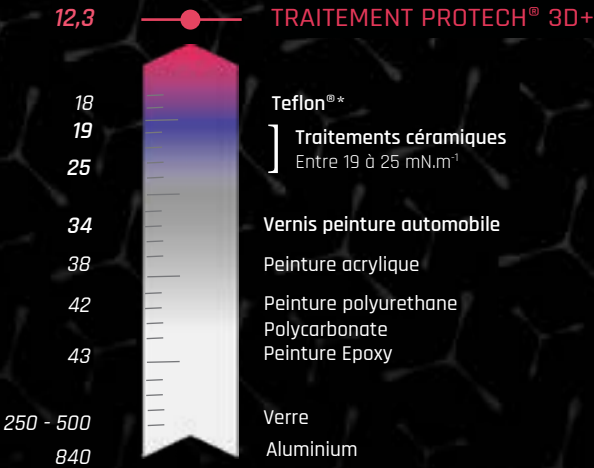 12,3 TRAITEMENT PROTECH® 3D+
18 Teflon®*
19 Traitements céramiques
25 Entre 19 à 25 mN.m-1
34 Vernis peinture automobile
38 Peinture acrylique
42 Peinture polyurethane
Polycarbonate
43 Peinture Epoxy
250 - 500 Verre
840 Aluminium